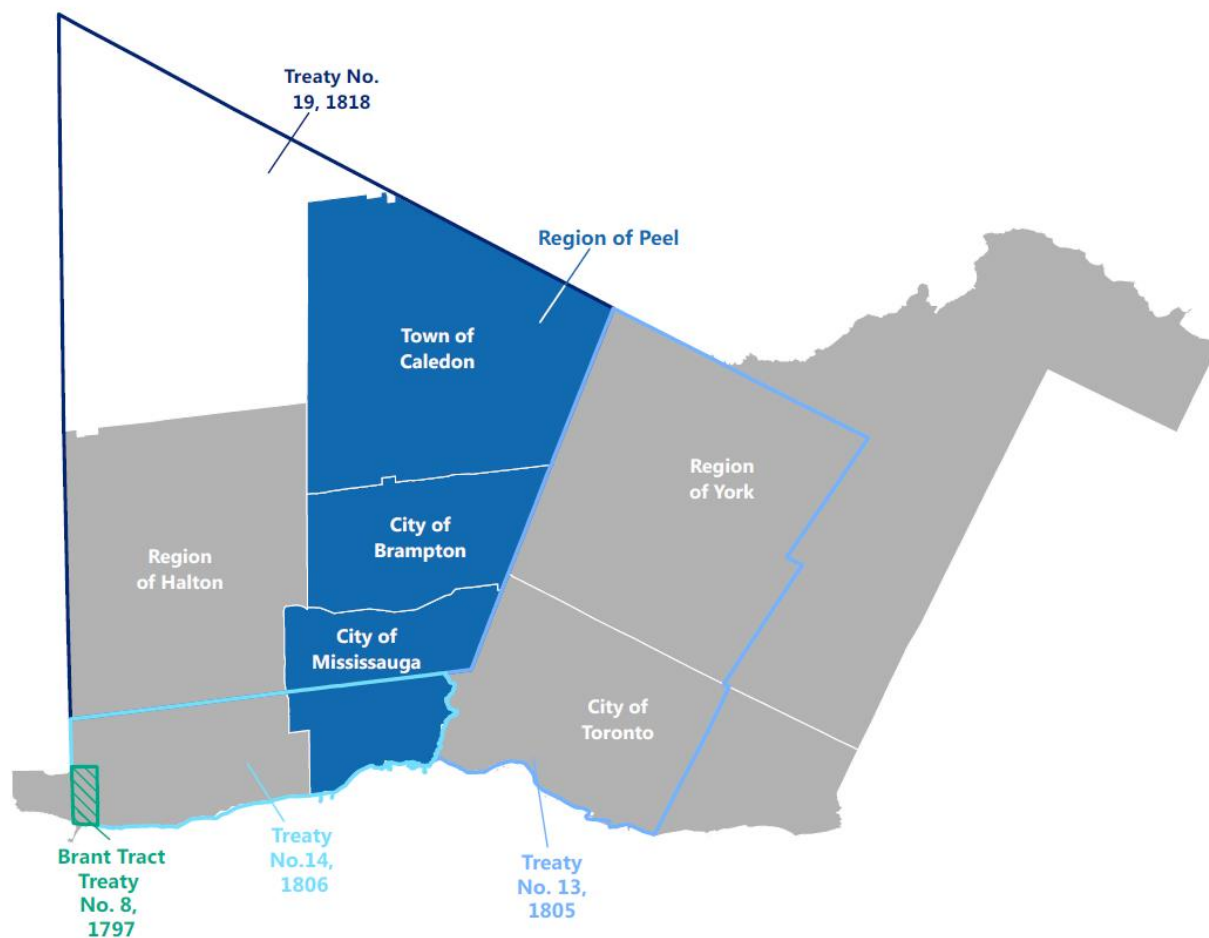 Treaty No.
19, 1818
Region of Peel
Town of
Caledon
Region
of York
City of
Brampton
Region
of Halton
City of
Mississauga
City of
Toronto
Treaty
No.14,
1806
Brant Tract
Treaty
No. 8,
1797
Treaty
No. 13,
1805